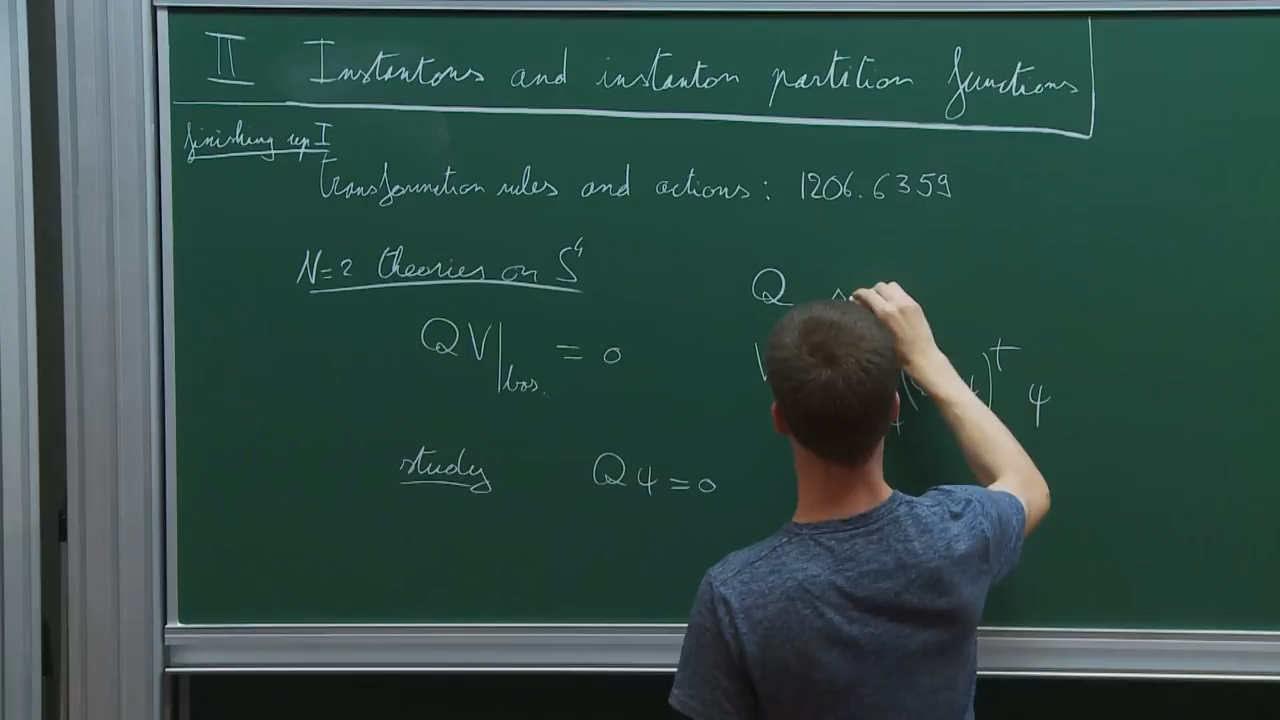 II Instantons and instanton partition functions
finishing up I
transformation rules and actions: 1206.6359
N=2 theories on S⁴
Q
QV|bos. = 0
( )† ψ
study Qψ=0